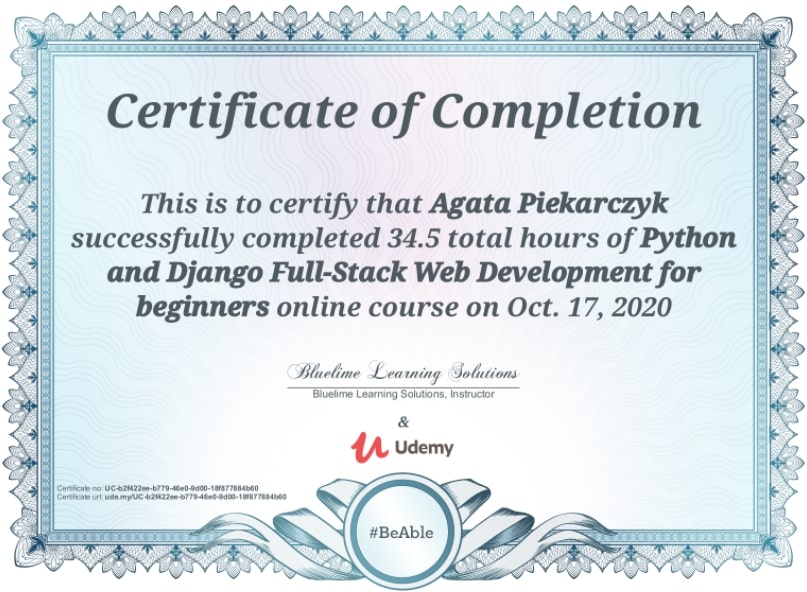 Certificate of Completion
This is to certify that Agata Piekarczyk
successfully completed 34.5 total hours of Python
and Django Full-Stack Web Development for
beginners online course on Oct. 17, 2020
Bluelime Learning Solutions
Bluelime Learning Solutions, Instructor
&
Udemy
Certificate no: UC-b2f422ee-b779-46e0-9d00-18f877884b60
Certificate url: ude.my/UC-b2f422ee-b779-46e0-9d00-18f877884b60
#BeAble